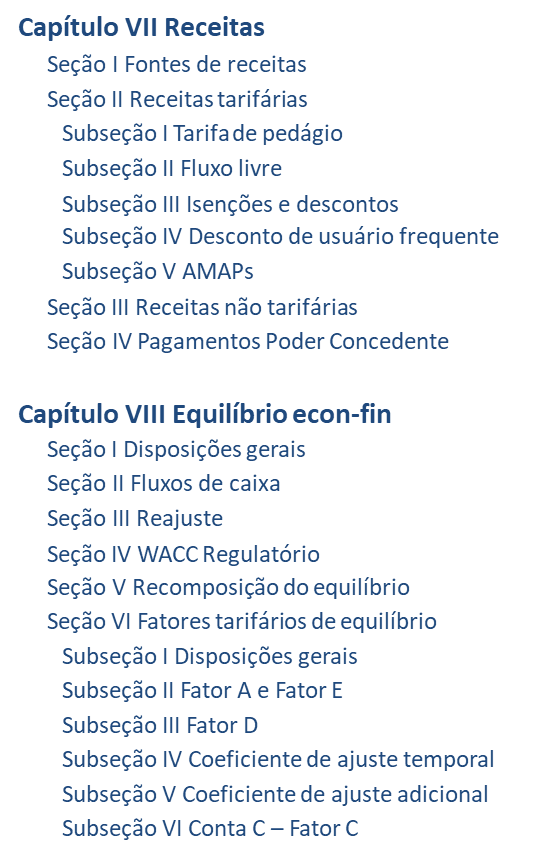 Capítulo VII Receitas
Seção I Fontes de receitas
Seção II Receitas tarifárias
Subseção I Tarifa de pedágio
Subseção II Fluxo livre
Subseção III Isenções e descontos
Subseção IV Desconto de usuário frequente
Subseção V AMAPs
Seção III Receitas não tarifárias
Seção IV Pagamentos Poder Concedente
Capítulo VIII Equilíbrio econ-fin
Seção I Disposições gerais
Seção II Fluxos de caixa
Seção III Reajuste
Seção IV WACC Regulatório
Seção V Recomposição do equilíbrio
Seção VI Fatores tarifários de equilíbrio
Subseção I Disposições gerais
Subseção II Fator A e Fator E
Subseção III Fator D
Subseção IV Coeficiente de ajuste temporal
Subseção V Coeficiente de ajuste adicional
Subseção VI Conta C – Fator C